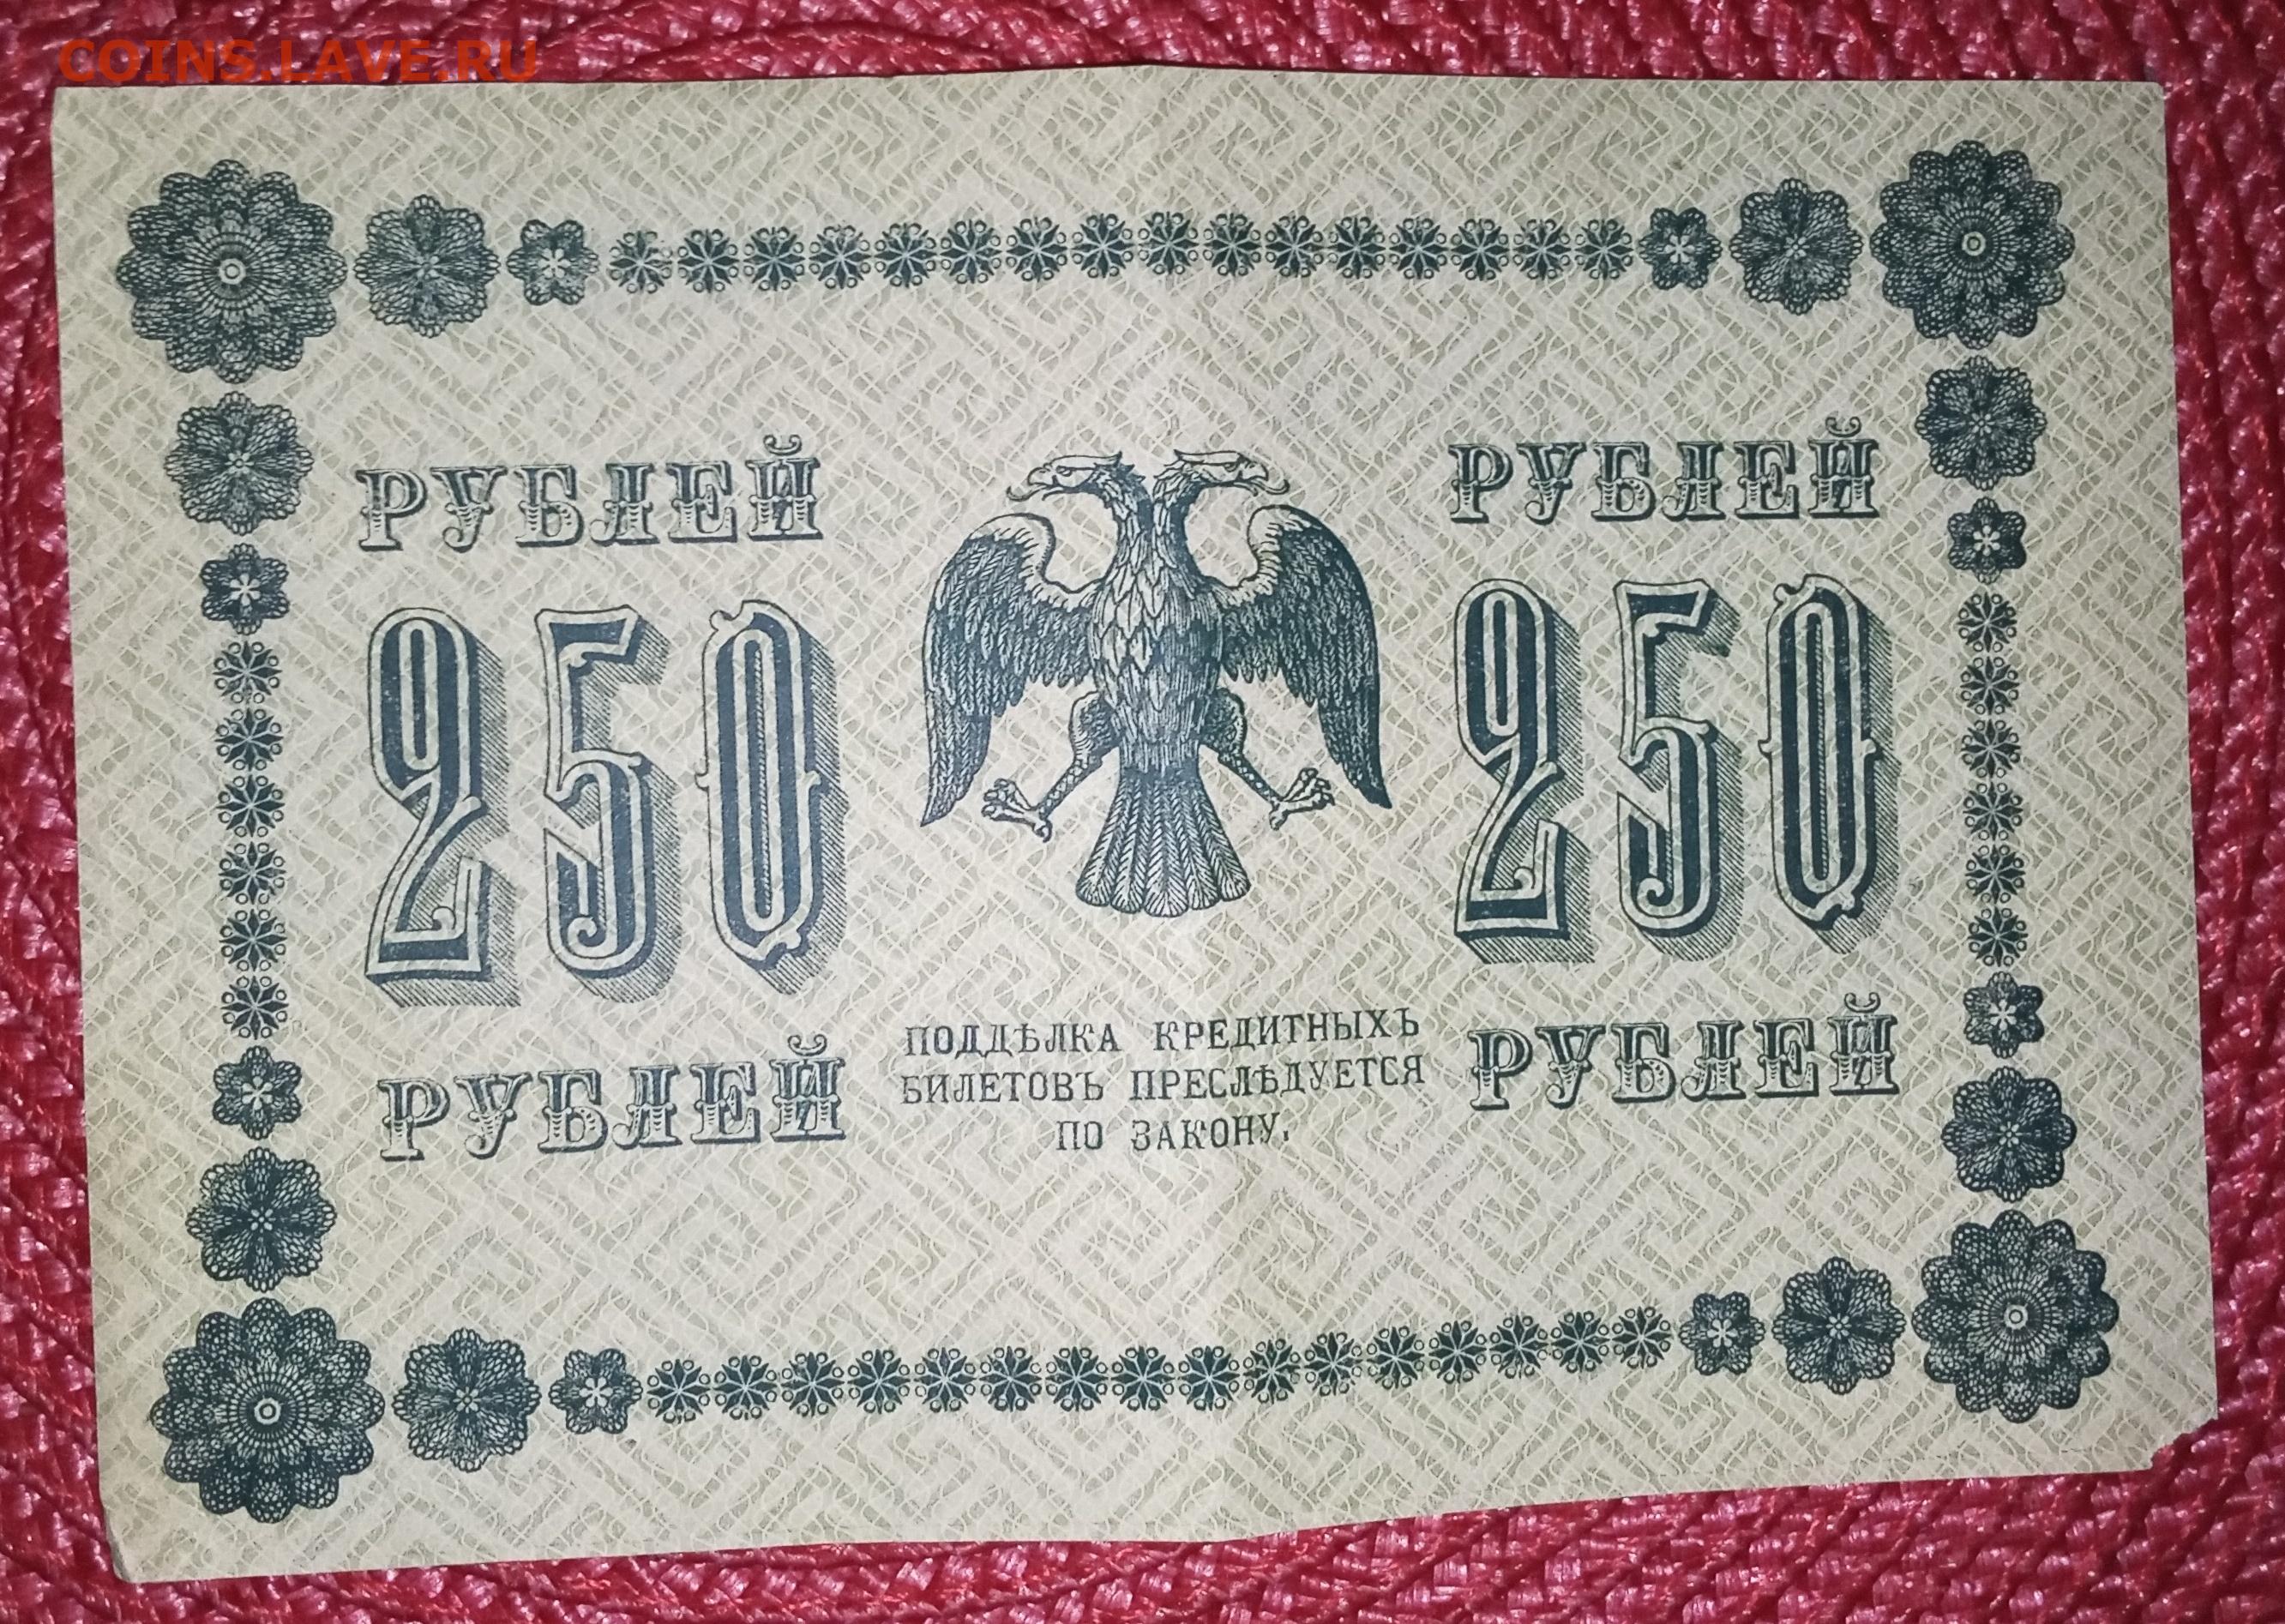 COINS.LAVE.RU
РУБЛЕЙ
250
РУБЛЕЙ
ПОДДѢЛКА КРЕДИТНЫХЪ
БИЛЕТОВЪ ПРЕСЛѢДУЕТСЯ
ПО ЗАКОНУ.
РУБЛЕЙ
250
РУБЛЕЙ